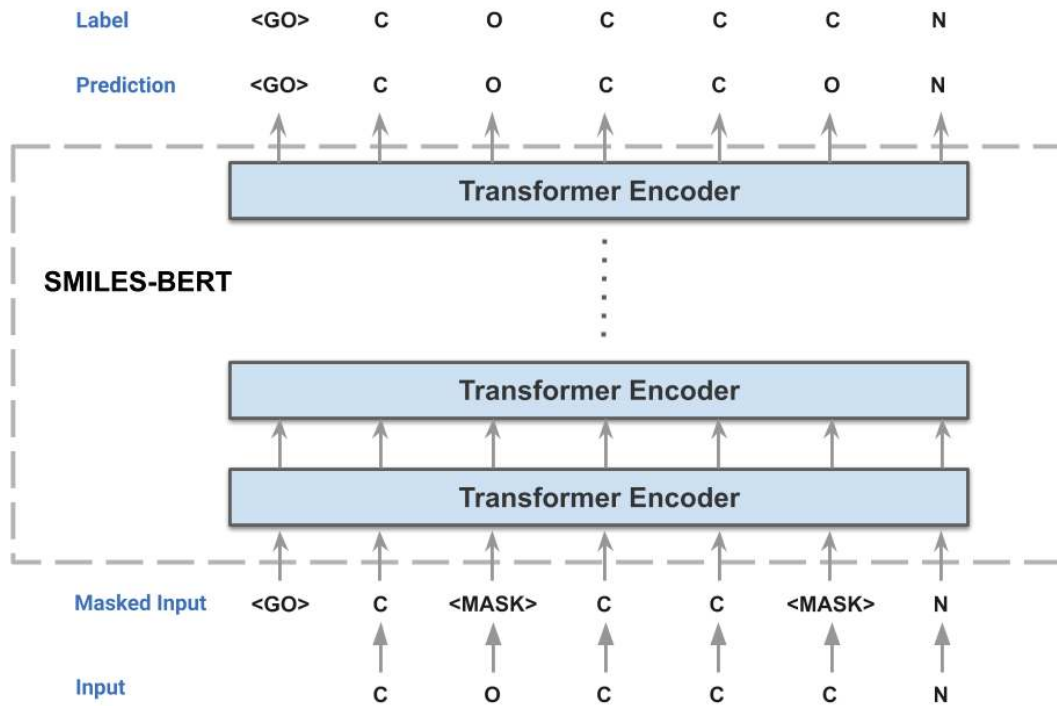 Label <GO> C O C C C N
Prediction <GO> C O C C O N
Transformer Encoder
SMILES-BERT
Transformer Encoder
Transformer Encoder
Masked Input <GO> C <MASK> C C <MASK> N
Input C O C C C N